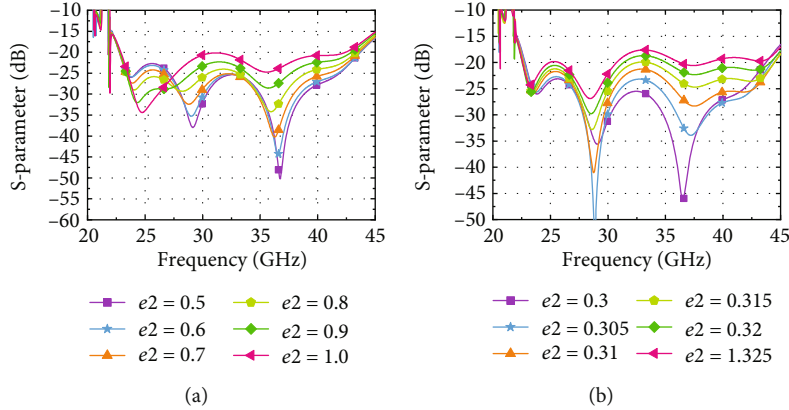 −10
−15
−20
−25
−30
−35
−40
−45
−50
−55
−60
S-parameter (dB)
20 25 30 35 40 45
Frequency (GHz)
e2 = 0.5 e2 = 0.8
e2 = 0.6 e2 = 0.9
e2 = 0.7 e2 = 1.0
(a)
−10
−15
−20
−25
−30
−35
−40
−45
−50
S-parameter (dB)
20 25 30 35 40 45
Frequency (GHz)
e2 = 0.3 e2 = 0.315
e2 = 0.305 e2 = 0.32
e2 = 0.31 e2 = 1.325
(b)